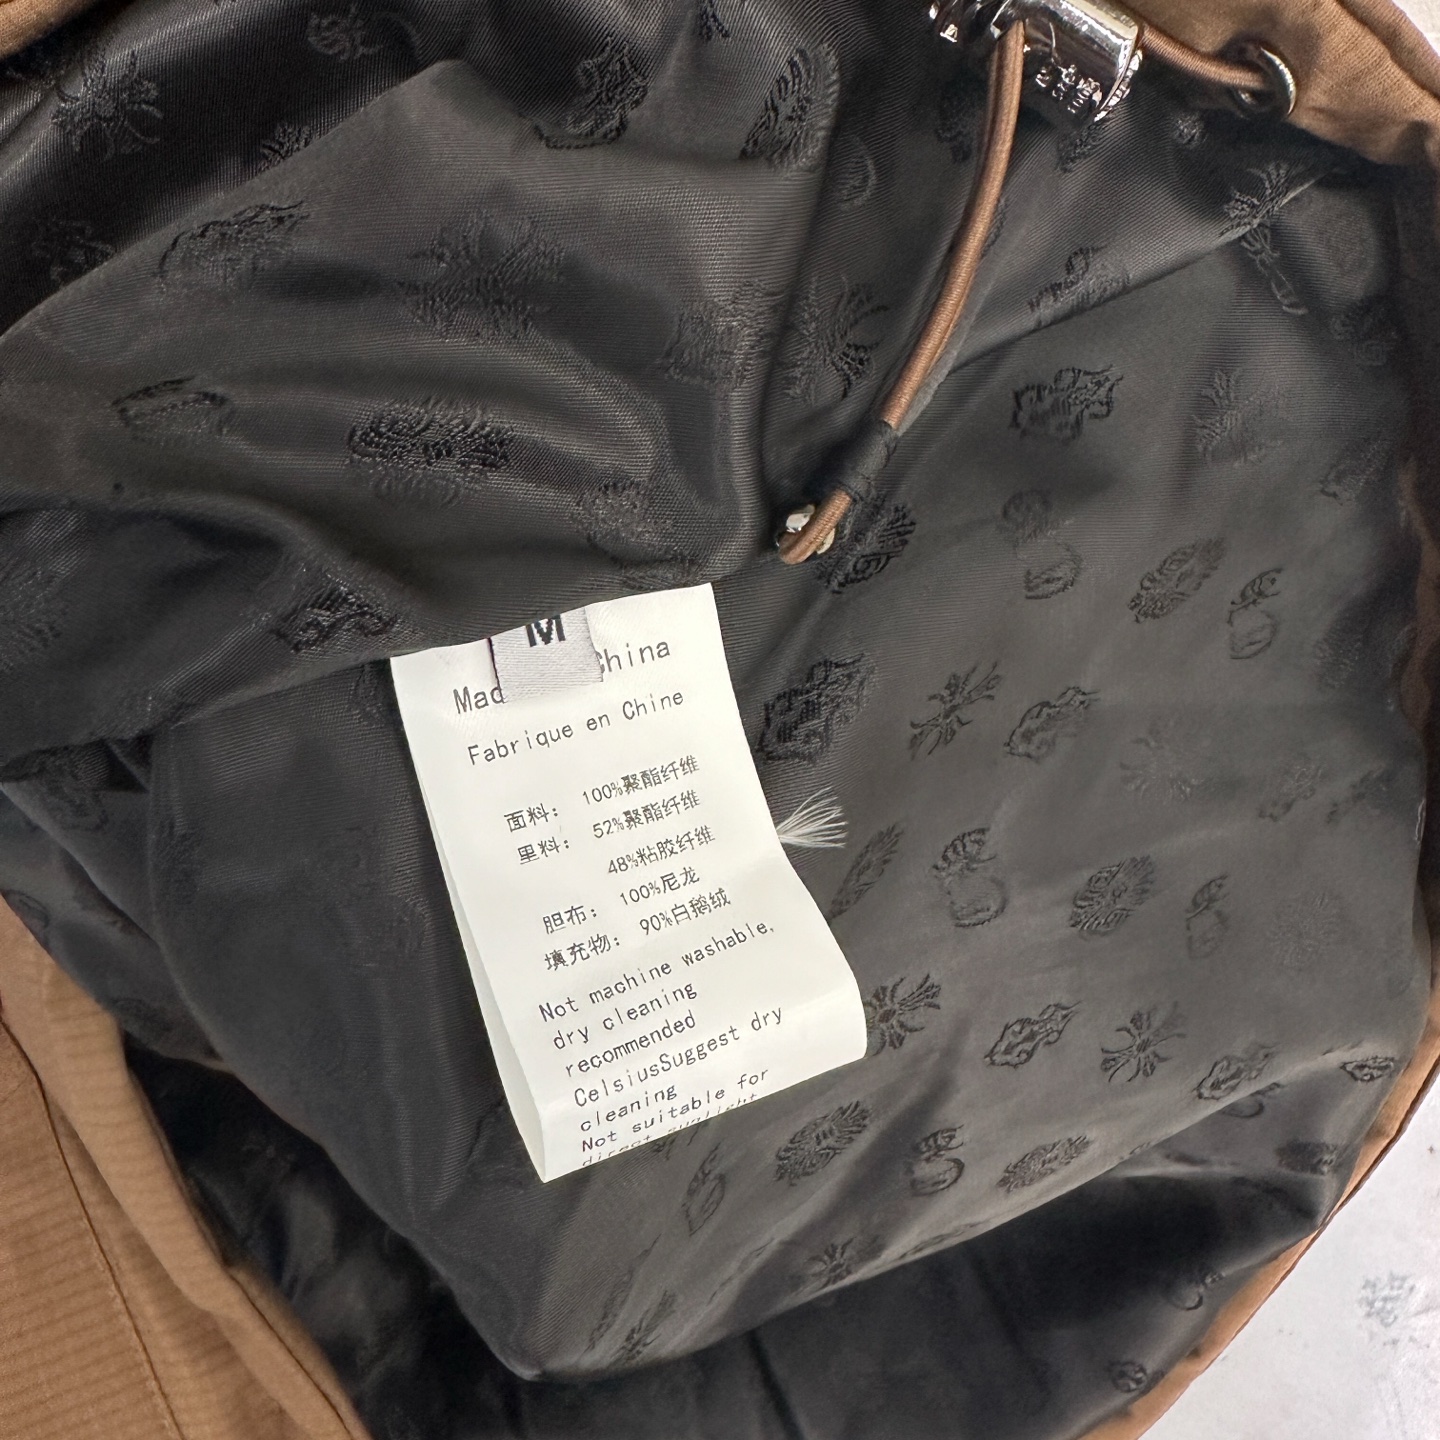 M
Mad China
Fabrique en Chine
面料： 100%聚酯纤维
里料： 52%聚酯纤维
48%粘胶纤维
胆布： 100%尼龙
填充物： 90%白鹅绒
Not machine washable,
dry cleaning
recommended
CelsiusSuggest dry
cleaning
Not suitable for
direct sunlight